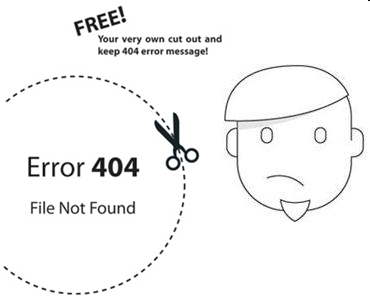 FREE!
Your very own cut out and
keep 404 error message!
Error 404
File Not Found